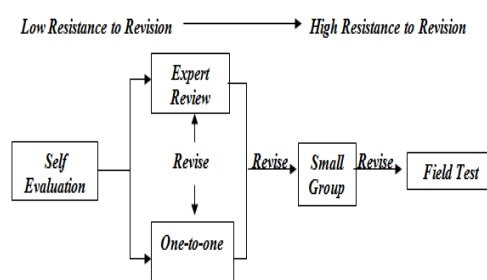 Low Resistance to Revision
High Resistance to Revision
Expert
Review
Self
Evaluation
Revise
Revise
Small
Group
Revise
Field Test
One-to-one